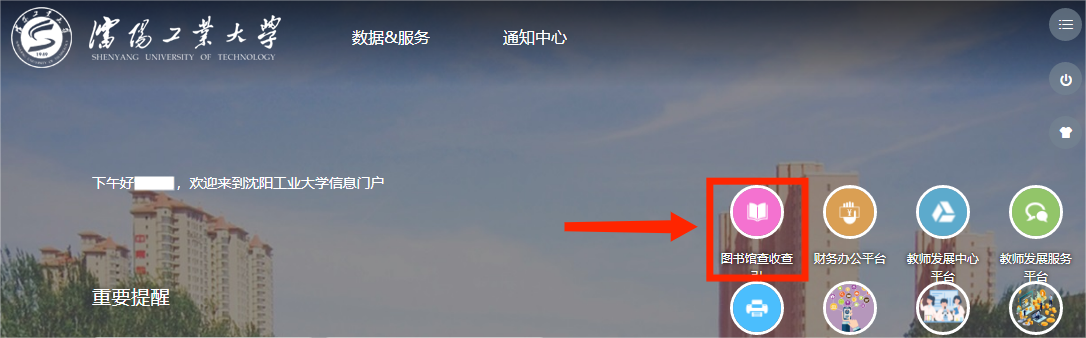 沈阳工业大学
SHENYANG UNIVERSITY OF TECHNOLOGY
1949
数据&服务
通知中心
下午好
，欢迎来到沈阳工业大学信息门户
图书馆查收查引
财务办公平台
教师发展中心
平台
教师发展服务
平台
重要提醒